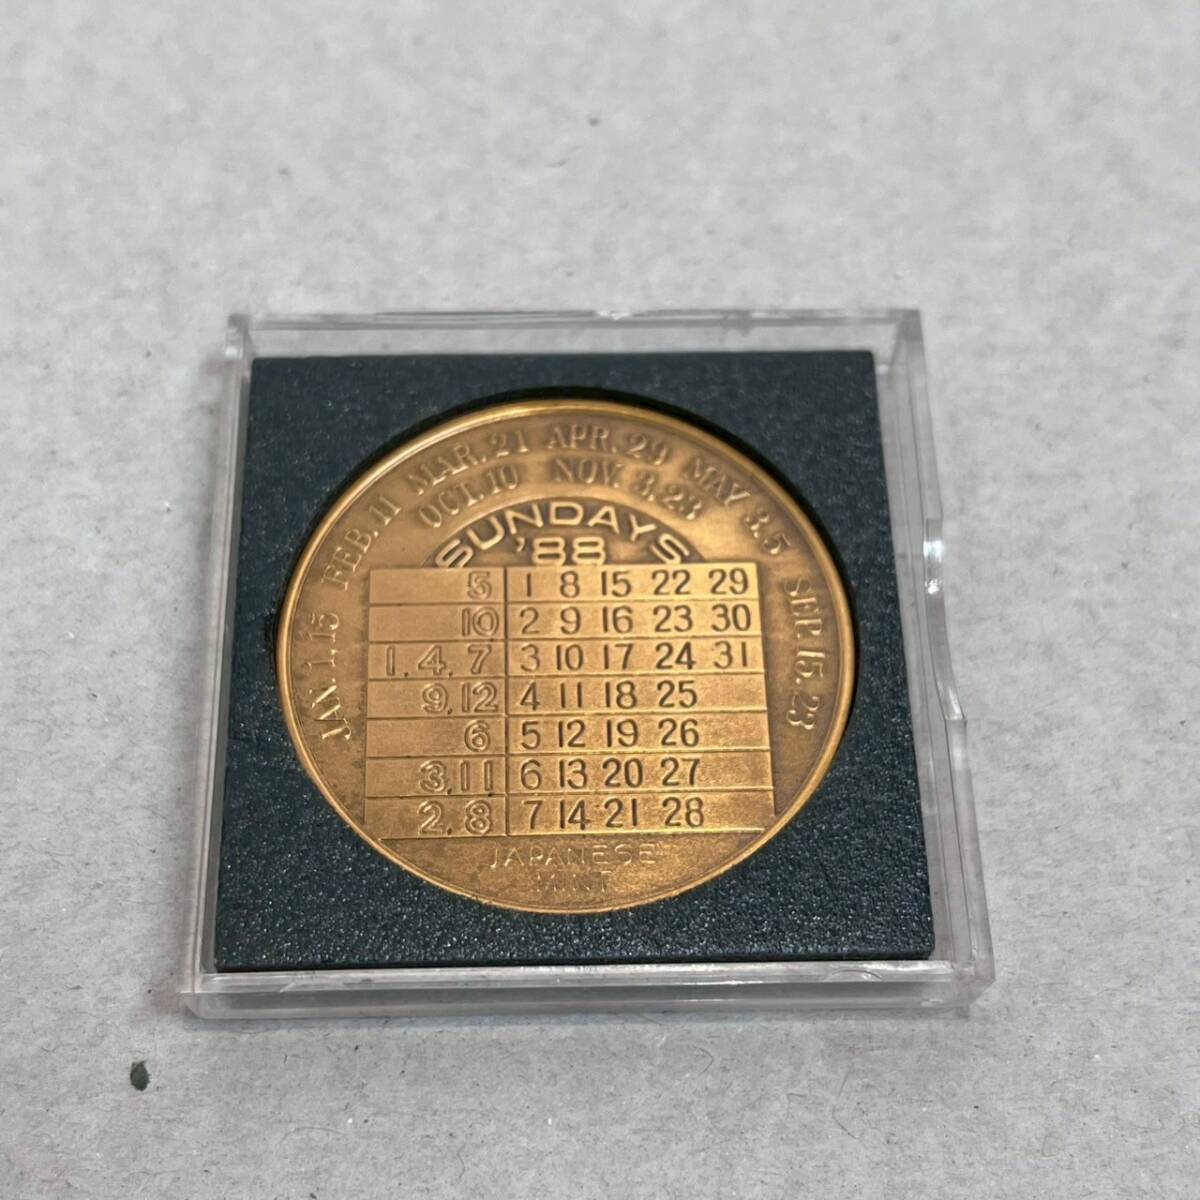 JAN. 1. 15 FEB. 11 MAR. 21 APR. 29 MAY 3. 5 SEP. 15. 23
OCT. 10 NOV. 3. 23
SUNDAYS
'88
5 1 8 15 22 29
10 2 9 16 23 30
1. 4. 7 3 10 17 24 31
9. 12 4 11 18 25
6 5 12 19 26
3. 11 6 13 20 27
2. 8 7 14 21 28
JAPANESE
MINT